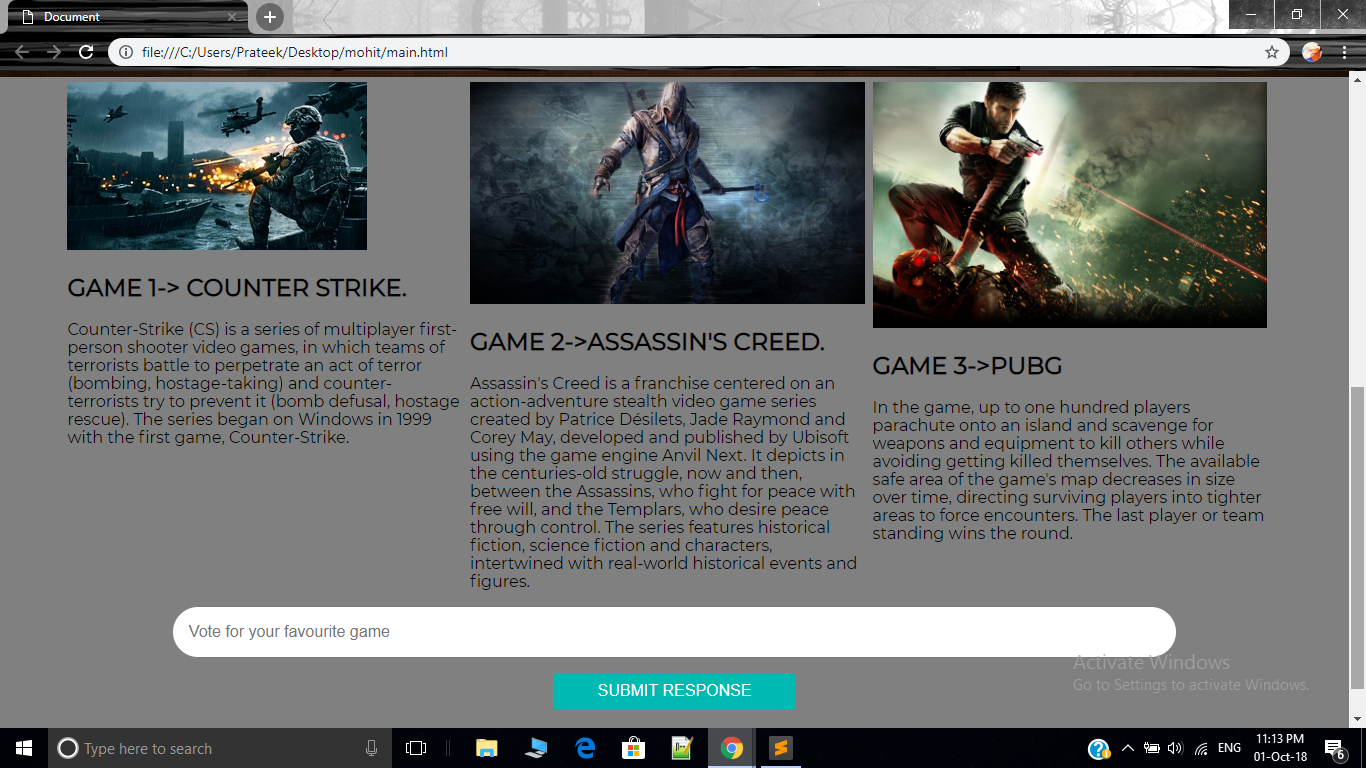 Document
file:///C:/Users/Prateek/Desktop/mohit/main.html
GAME 1-> COUNTER STRIKE.
Counter-Strike (CS) is a series of multiplayer first-
person shooter video games, in which teams of
terrorists battle to perpetrate an act of terror
(bombing, hostage-taking) and counter-
terrorists try to prevent it (bomb defusal, hostage
rescue). The series began on Windows in 1999
with the first game, Counter-Strike.
GAME 2->ASSASSIN'S CREED.
Assassin's Creed is a franchise centered on an
action-adventure stealth video game series
created by Patrice Désilets, Jade Raymond and
Corey May, developed and published by Ubisoft
using the game engine Anvil Next. It depicts in
the centuries-old struggle, now and then,
between the Assassins, who fight for peace with
free will, and the Templars, who desire peace
through control. The series features historical
fiction, science fiction and characters,
intertwined with real-world historical events and
figures.
GAME 3->PUBG
In the game, up to one hundred players
parachute onto an island and scavenge for
weapons and equipment to kill others while
avoiding getting killed themselves. The available
safe area of the game's map decreases in size
over time, directing surviving players into tighter
areas to force encounters. The last player or team
standing wins the round.
Vote for your favourite game
SUBMIT RESPONSE
Activate Windows
Go to Settings to activate Windows.
Type here to search
ENG
11:13 PM
01-Oct-18
6